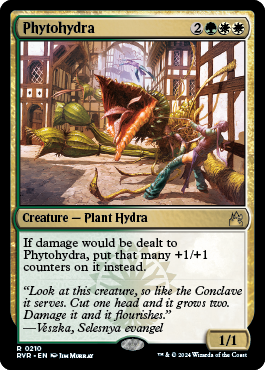 Phytohydra 2
Creature — Plant Hydra
If damage would be dealt to
Phytohydra, put that many +1/+1
counters on it instead.
“Look at this creature, so like the Conclave
it serves. Cut one head and it grows two.
Damage it and it flourishes.”
—Veszka, Selesnya evangel
1/1
R 0210
RVR • EN JIM MURRAY
™ & © 2024 Wizards of the Coast